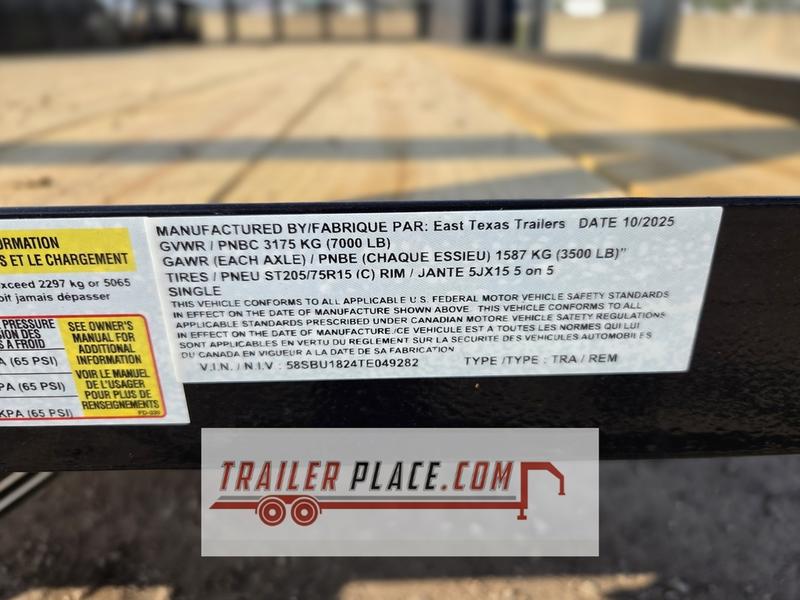 ORMATION
S ET LE CHARGEMENT
xceed 2297 kg or 5065
oit jamais dépasser
PRESSURE
SION DES
S A FROID
A (65 PSI)
PA (65 PSI)
KPA (65 PSI)
SEE OWNER'S
MANUAL FOR
ADDITIONAL
INFORMATION
VOIR LE MANUEL
DE L'USAGER
POUR PLUS DE
RENSEIGNEMENTS
MANUFACTURED BY/FABRIQUE PAR: East Texas Trailers DATE 10/2025
GVWR / PNBC 3175 KG (7000 LB)
GAWR (EACH AXLE) / PNBE (CHAQUE ESSIEU) 1587 KG (3500 LB)"
TIRES / PNEU ST205/75R15 (C) RIM / JANTE 5JX15 5 on 5
SINGLE
THIS VEHICLE CONFORMS TO ALL APPLICABLE U.S. FEDERAL MOTOR VEHICLE SAFETY STANDARDS
IN EFFECT ON THE DATE OF MANUFACTURE SHOWN ABOVE. THIS VEHICLE CONFORMS TO ALL
APPLICABLE STANDARDS PRESCRIBED UNDER CANADIAN MOTORE VEHICLE SAFETY REGULATIONS
IN EFFECT ON THE DATE OF MANUFACTURE./CE VEHICULE EST A TOUTES LES NORMES QUI LUI
SONT APPLICABLES EN VERTU DU REGLEMENT SUR LA SECURITE DES VEHICULES AUTOMOBILES
DU CANADA EN VIGUEUR A LA DATE DE SA FABRICATION
V.I.N. / N.I.V : 58SBU1824TE049282 TYPE /TYPE : TRA / REM
TRAILER PLACE.COM